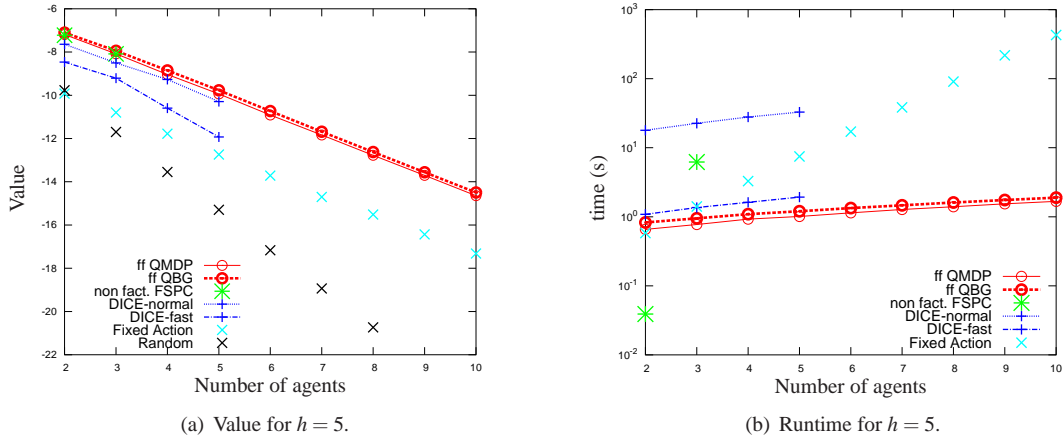 -6
-8
-10
-12
-14
-16
-18
-20
-22
Value
ff QMDP
ff QBG
non fact. FSPC
DICE-normal
DICE-fast
Fixed Action
Random
2 3 4 5 6 7 8 9 10
Number of agents
(a) Value for h = 5.
10^3
10^2
10^1
10^0
10^-1
10^-2
time (s)
ff QMDP
ff QBG
non fact. FSPC
DICE-normal
DICE-fast
Fixed Action
2 3 4 5 6 7 8 9 10
Number of agents
(b) Runtime for h = 5.